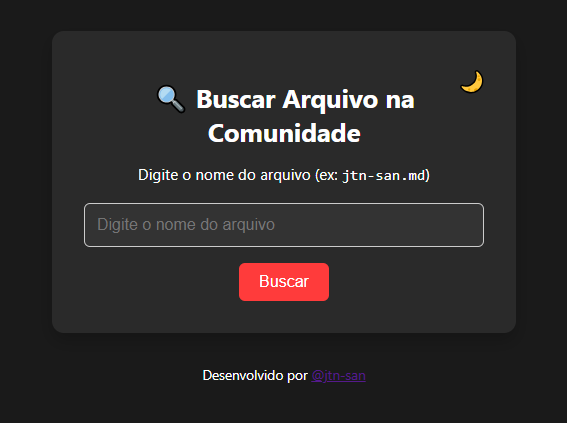 🔍 Buscar Arquivo na
Comunidade
Digite o nome do arquivo (ex: jtn-san.md)
Digite o nome do arquivo
Buscar
Desenvolvido por @jtn-san